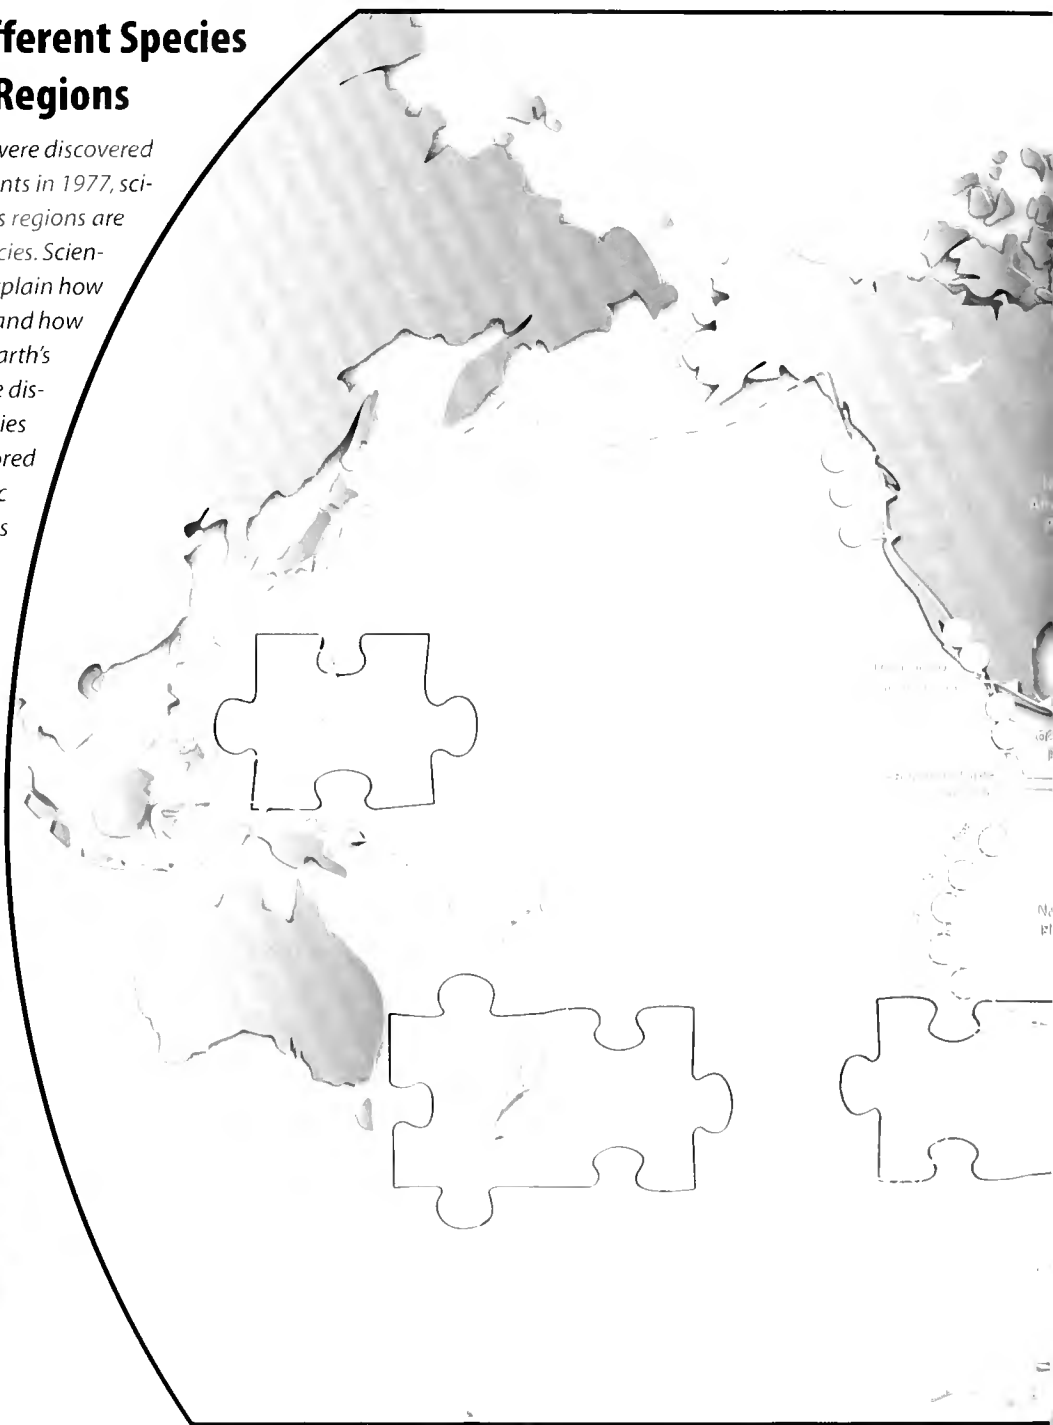 fferent Species
Regions
were discovered
nts in 1977, sci-
s regions are
cies. Scien-
plain how
and how
arth's
e dis-
ies
ored
c
s